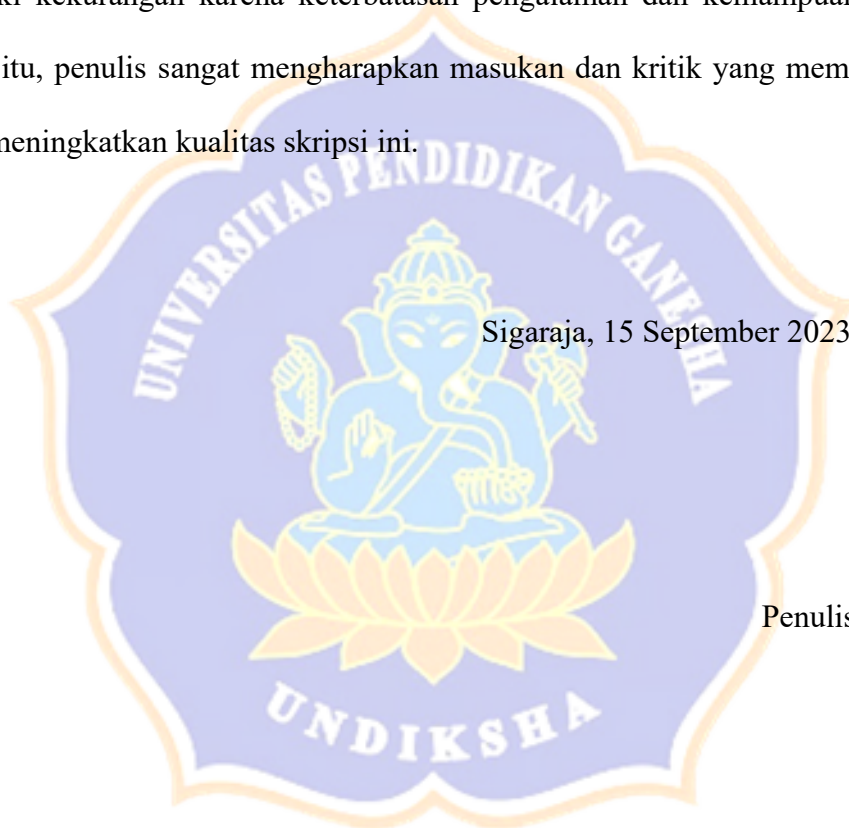 kekurangan karena keterbatasan pengalaman dan kemampuan
itu, penulis sangat mengharapkan masukan dan kritik yang mem
meningkatkan kualitas skripsi ini.
UNIVERSITAS PENDIDIKAN GANESHA
Sigaraja, 15 September 2023
Penulis
UNDIKSHA